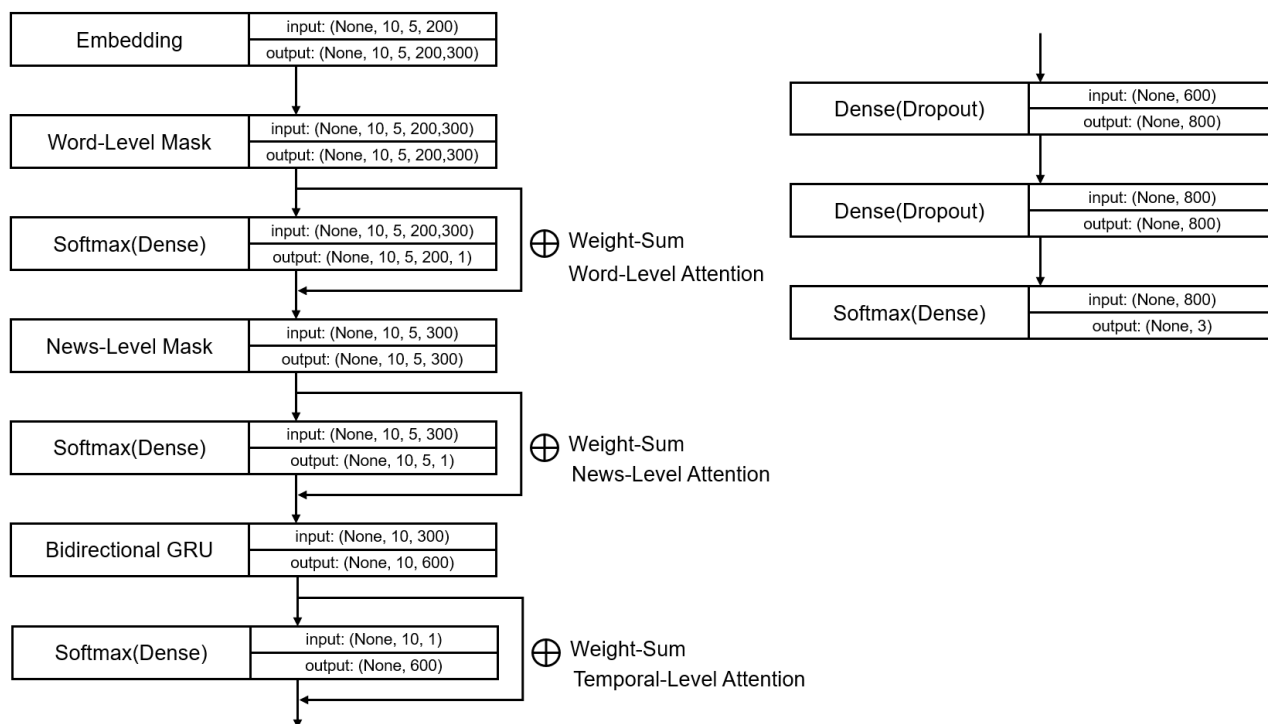 Embedding
input: (None, 10, 5, 200)
output: (None, 10, 5, 200,300)
Word-Level Mask
input: (None, 10, 5, 200,300)
output: (None, 10, 5, 200,300)
Softmax(Dense)
input: (None, 10, 5, 200,300)
output: (None, 10, 5, 200, 1)
Weight-Sum
Word-Level Attention
News-Level Mask
input: (None, 10, 5, 300)
output: (None, 10, 5, 300)
Softmax(Dense)
input: (None, 10, 5, 300)
output: (None, 10, 5, 1)
Weight-Sum
News-Level Attention
Bidirectional GRU
input: (None, 10, 300)
output: (None, 10, 600)
Softmax(Dense)
input: (None, 10, 1)
output: (None, 600)
Weight-Sum
Temporal-Level Attention
Dense(Dropout)
input: (None, 600)
output: (None, 800)
Dense(Dropout)
input: (None, 800)
output: (None, 800)
Softmax(Dense)
input: (None, 800)
output: (None, 3)